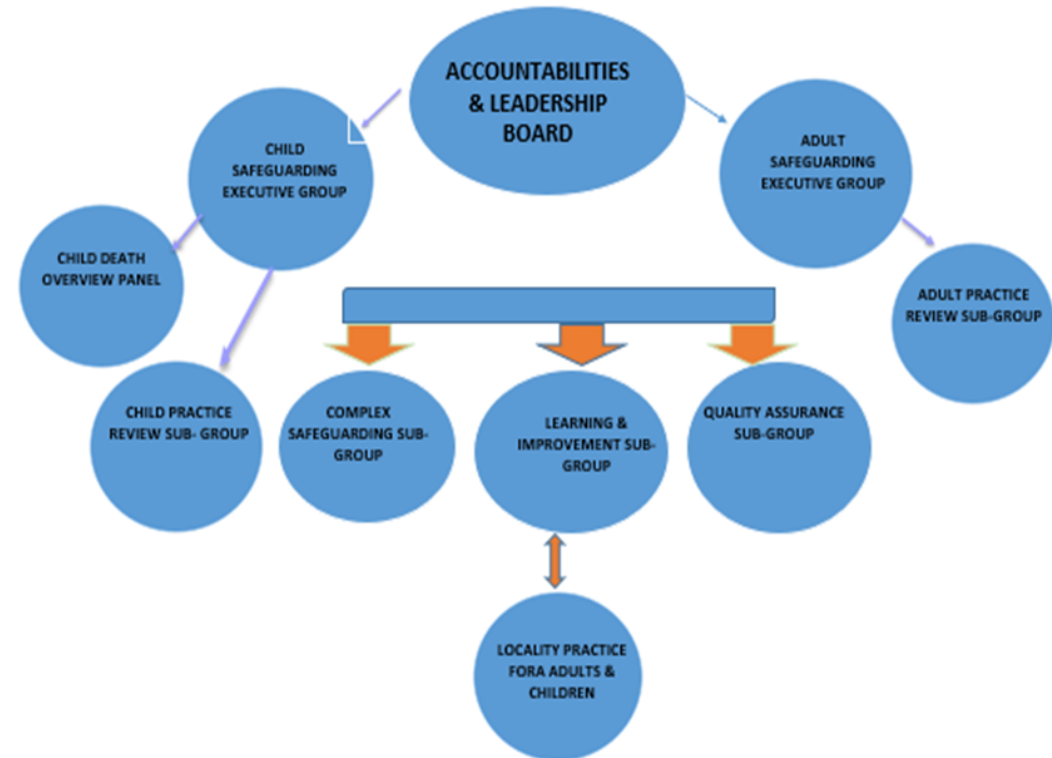 ACCOUNTABILITIES
& LEADERSHIP
BOARD
CHILD
SAFEGUARDING
EXECUTIVE GROUP
ADULT
SAFEGUARDING
EXECUTIVE GROUP
CHILD DEATH
OVERVIEW PANEL
ADULT PRACTICE
REVIEW SUB-GROUP
CHILD PRACTICE
REVIEW SUB- GROUP
COMPLEX
SAFEGUARDING SUB-
GROUP
LEARNING &
IMPROVEMENT SUB-
GROUP
QUALITY ASSURANCE
SUB-GROUP
LOCALITY PRACTICE
FORA ADULTS &
CHILDREN